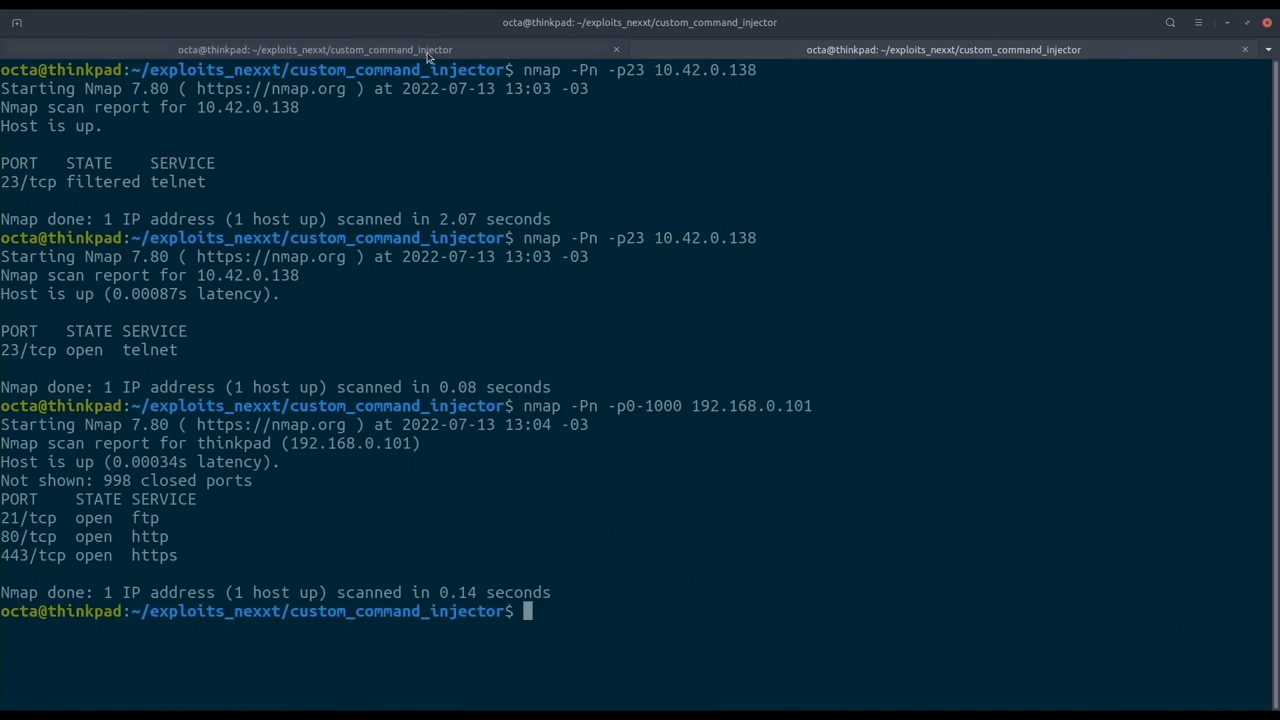 octa@thinkpad: ~/exploits_nexxt/custom_command_injector
octa@thinkpad: ~/exploits_nexxt/custom_command_injector
octa@thinkpad: ~/exploits_nexxt/custom_command_injector
octa@thinkpad:~/exploits_nexxt/custom_command_injector$ nmap -Pn -p23 10.42.0.138
Starting Nmap 7.80 ( https://nmap.org ) at 2022-07-13 13:03 -03
Nmap scan report for 10.42.0.138
Host is up.
PORT   STATE    SERVICE
23/tcp filtered telnet
Nmap done: 1 IP address (1 host up) scanned in 2.07 seconds
octa@thinkpad:~/exploits_nexxt/custom_command_injector$ nmap -Pn -p23 10.42.0.138
Starting Nmap 7.80 ( https://nmap.org ) at 2022-07-13 13:03 -03
Nmap scan report for 10.42.0.138
Host is up (0.00087s latency).
PORT   STATE SERVICE
23/tcp open  telnet
Nmap done: 1 IP address (1 host up) scanned in 0.08 seconds
octa@thinkpad:~/exploits_nexxt/custom_command_injector$ nmap -Pn -p0-1000 192.168.0.101
Starting Nmap 7.80 ( https://nmap.org ) at 2022-07-13 13:04 -03
Nmap scan report for thinkpad (192.168.0.101)
Host is up (0.00034s latency).
Not shown: 998 closed ports
PORT    STATE SERVICE
21/tcp  open  ftp
80/tcp  open  http
443/tcp open  https
Nmap done: 1 IP address (1 host up) scanned in 0.14 seconds
octa@thinkpad:~/exploits_nexxt/custom_command_injector$